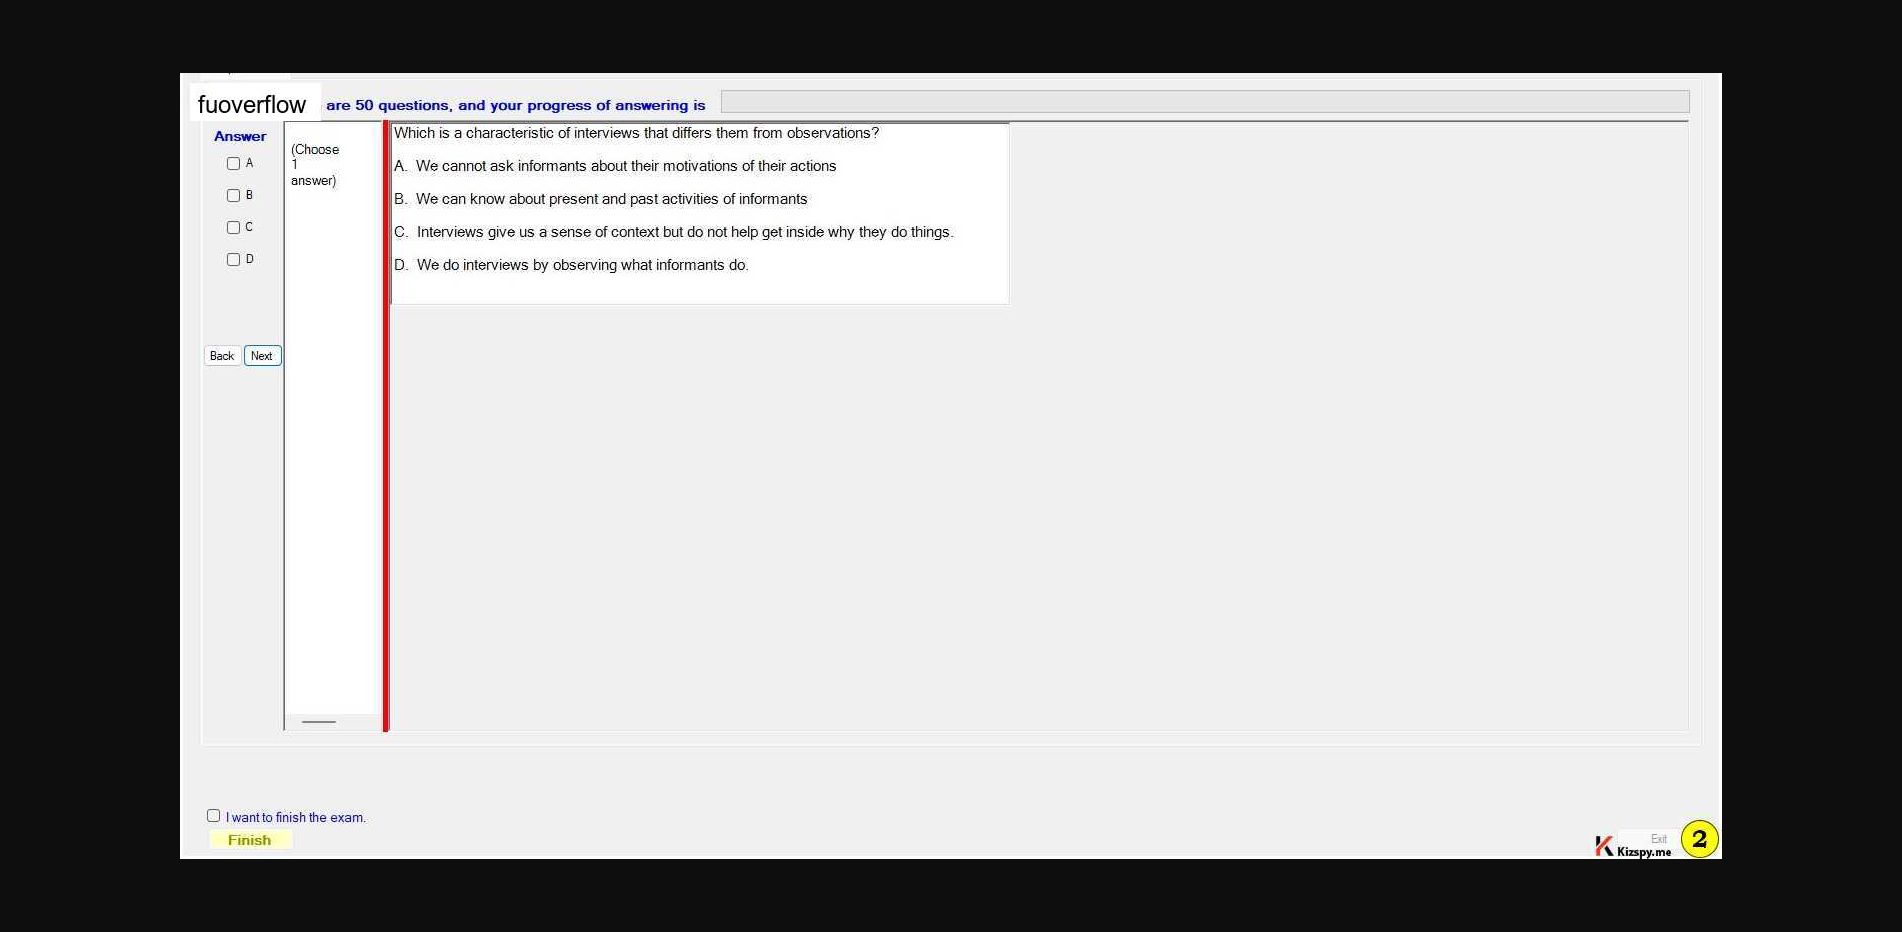 fuoverflow are 50 questions, and your progress of answering is
Answer
A
B
C
D
Back Next
(Choose
1
answer)
Which is a characteristic of interviews that differs them from observations?
A. We cannot ask informants about their motivations of their actions
B. We can know about present and past activities of informants
C. Interviews give us a sense of context but do not help get inside why they do things.
D. We do interviews by observing what informants do.
I want to finish the exam.
Finish
Exit
Kizspy.me
2